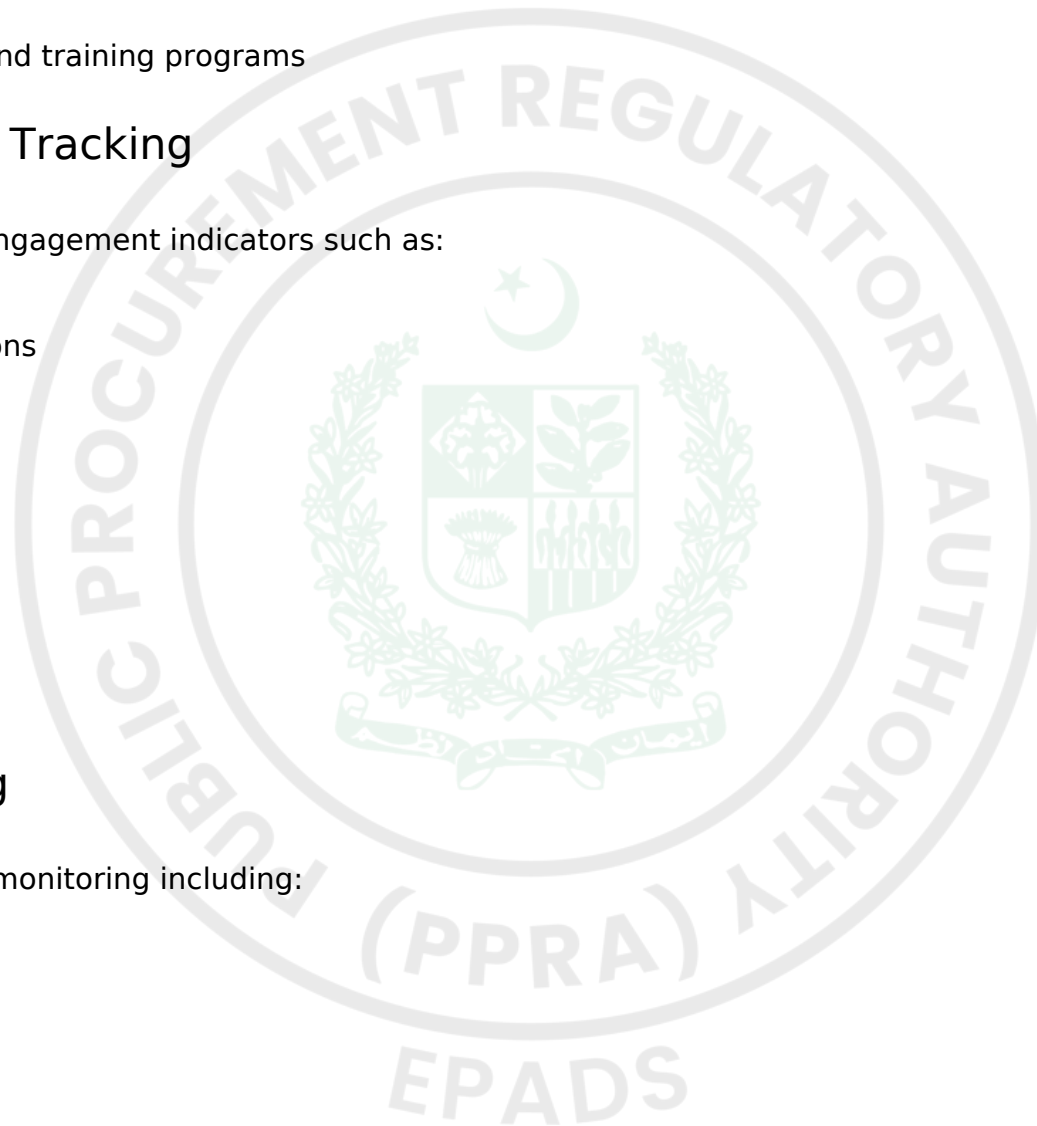 nd training programs
Tracking
ngagement indicators such as:
ons
g
monitoring including:
PUBLIC PROCUREMENT REGULATORY AUTHORITY
(PPRA)
EPADS